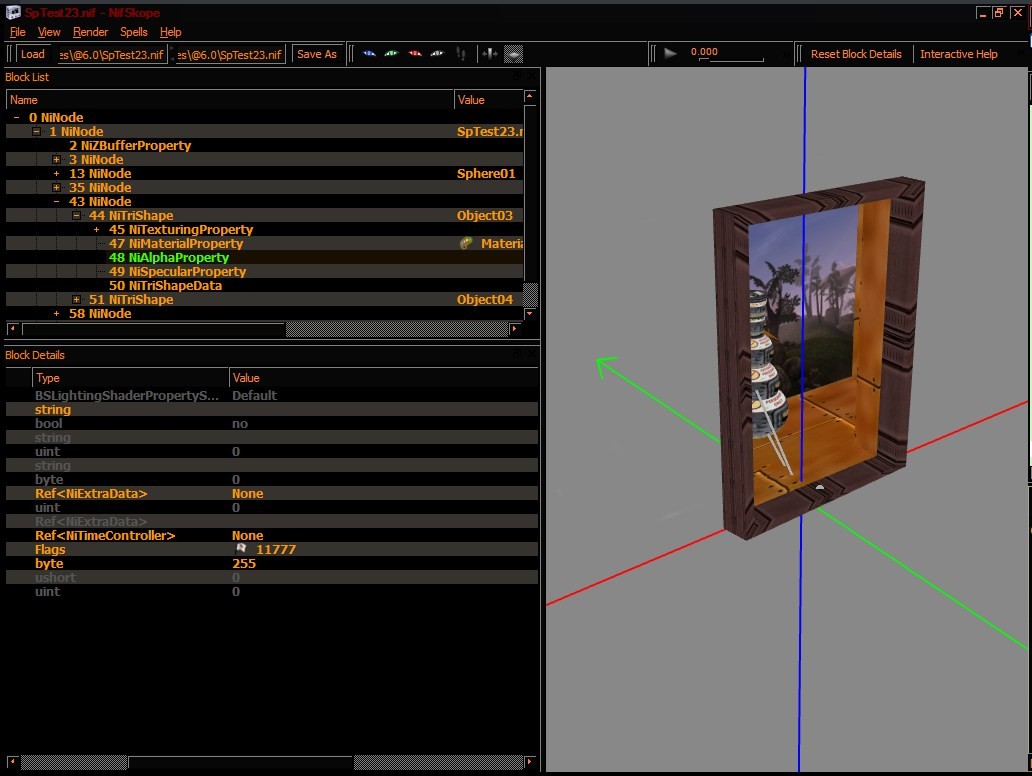 SpTest23.nif - NifSkope
File View Render Spells Help
Load es\@6.0\SpTest23.nif es\@6.0\SpTest23.nif Save As 0.000 Reset Block Details Interactive Help
Block List
Name Value
0 NiNode
1 NiNode SpTest23.n
2 NiZBufferProperty
3 NiNode
13 NiNode Sphere01
35 NiNode
43 NiNode
44 NiTriShape Object03
45 NiTexturingProperty
47 NiMaterialProperty Materia
48 NiAlphaProperty
49 NiSpecularProperty
50 NiTriShapeData
51 NiTriShape Object04
58 NiNode
Block Details
Type Value
BSLightingShaderPropertyS... Default
string
bool no
string
uint 0
string
byte 0
Ref<NiExtraData> None
uint 0
Ref<NiExtraData>
Ref<NiTimeController> None
Flags 11777
byte 255
ushort 0
uint 0